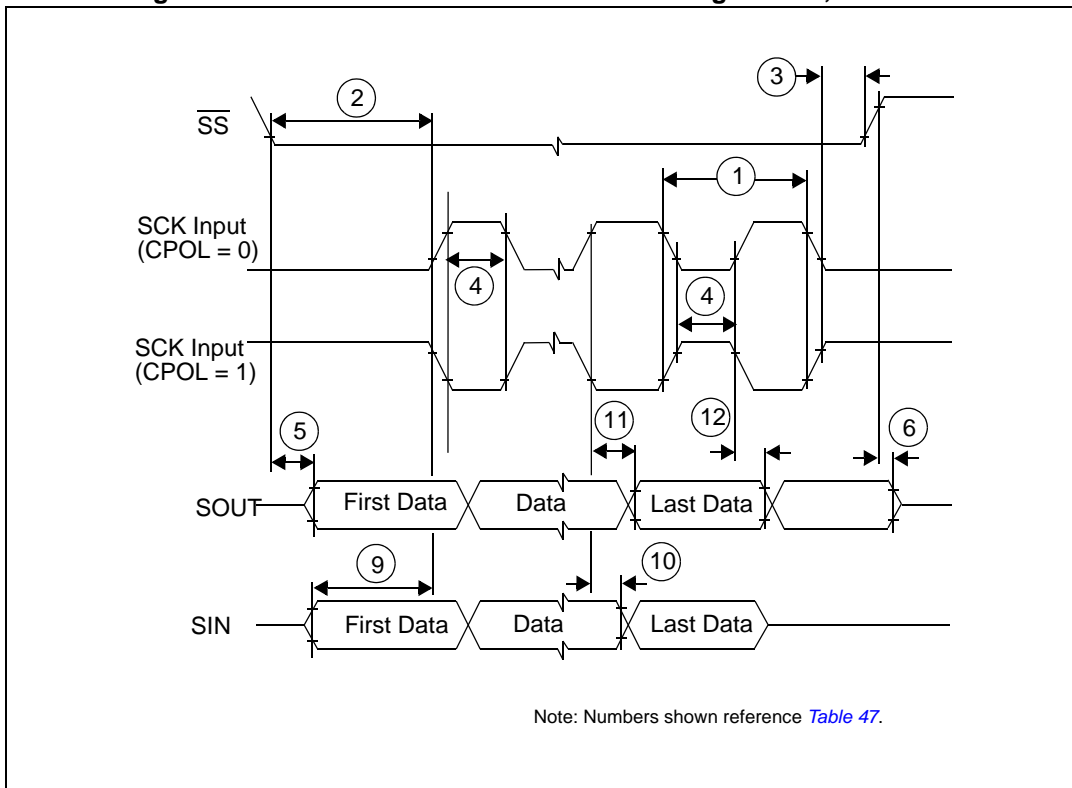 3
2
SS
1
SCK Input
(CPOL = 0)
4
4
SCK Input
(CPOL = 1)
5
11
12
6
SOUT
First Data
Data
Last Data
9
10
SIN
First Data
Data
Last Data
Note: Numbers shown reference Table 47.